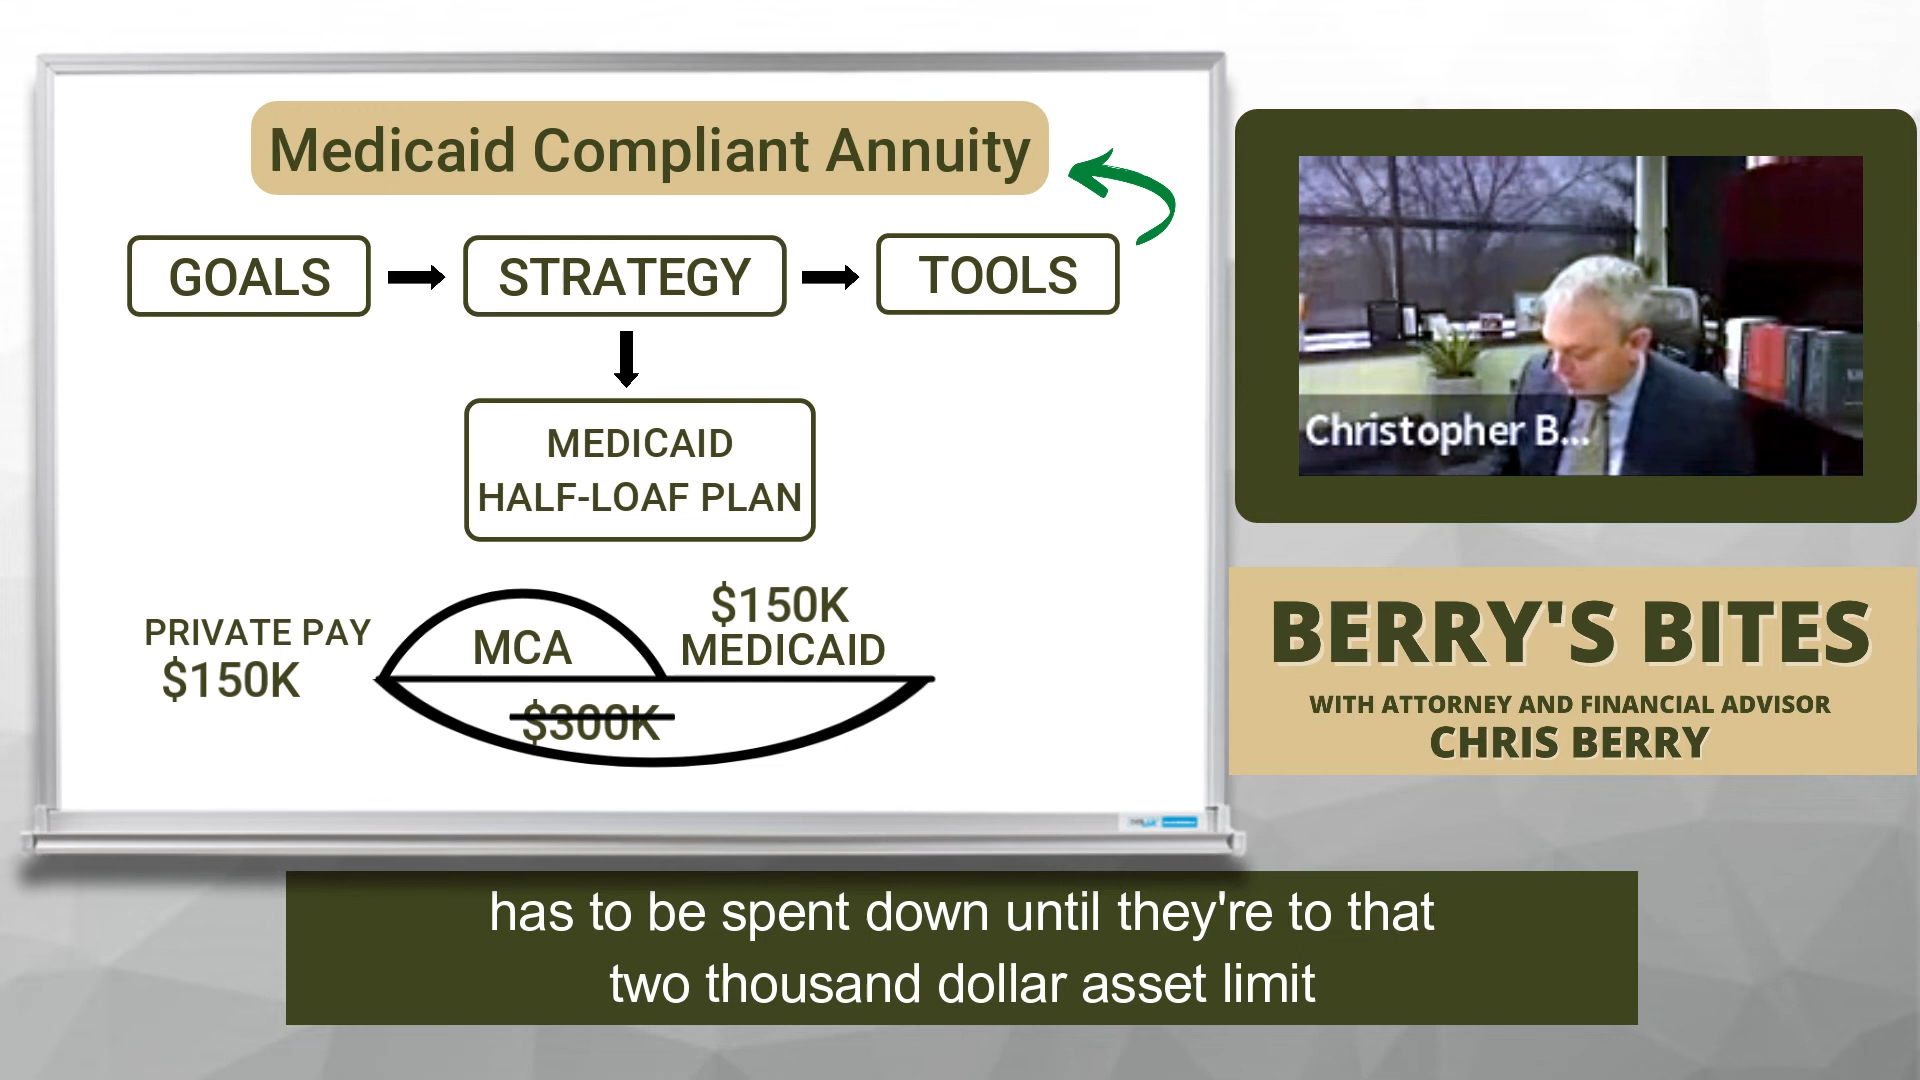 Medicaid Compliant Annuity
GOALS
STRATEGY
TOOLS
MEDICAID
HALF-LOAF PLAN
PRIVATE PAY
$150K
MCA
$150K
MEDICAID
$300K
Christopher B...
BERRY'S BITES
WITH ATTORNEY AND FINANCIAL ADVISOR
CHRIS BERRY
has to be spent down until they're to that
two thousand dollar asset limit